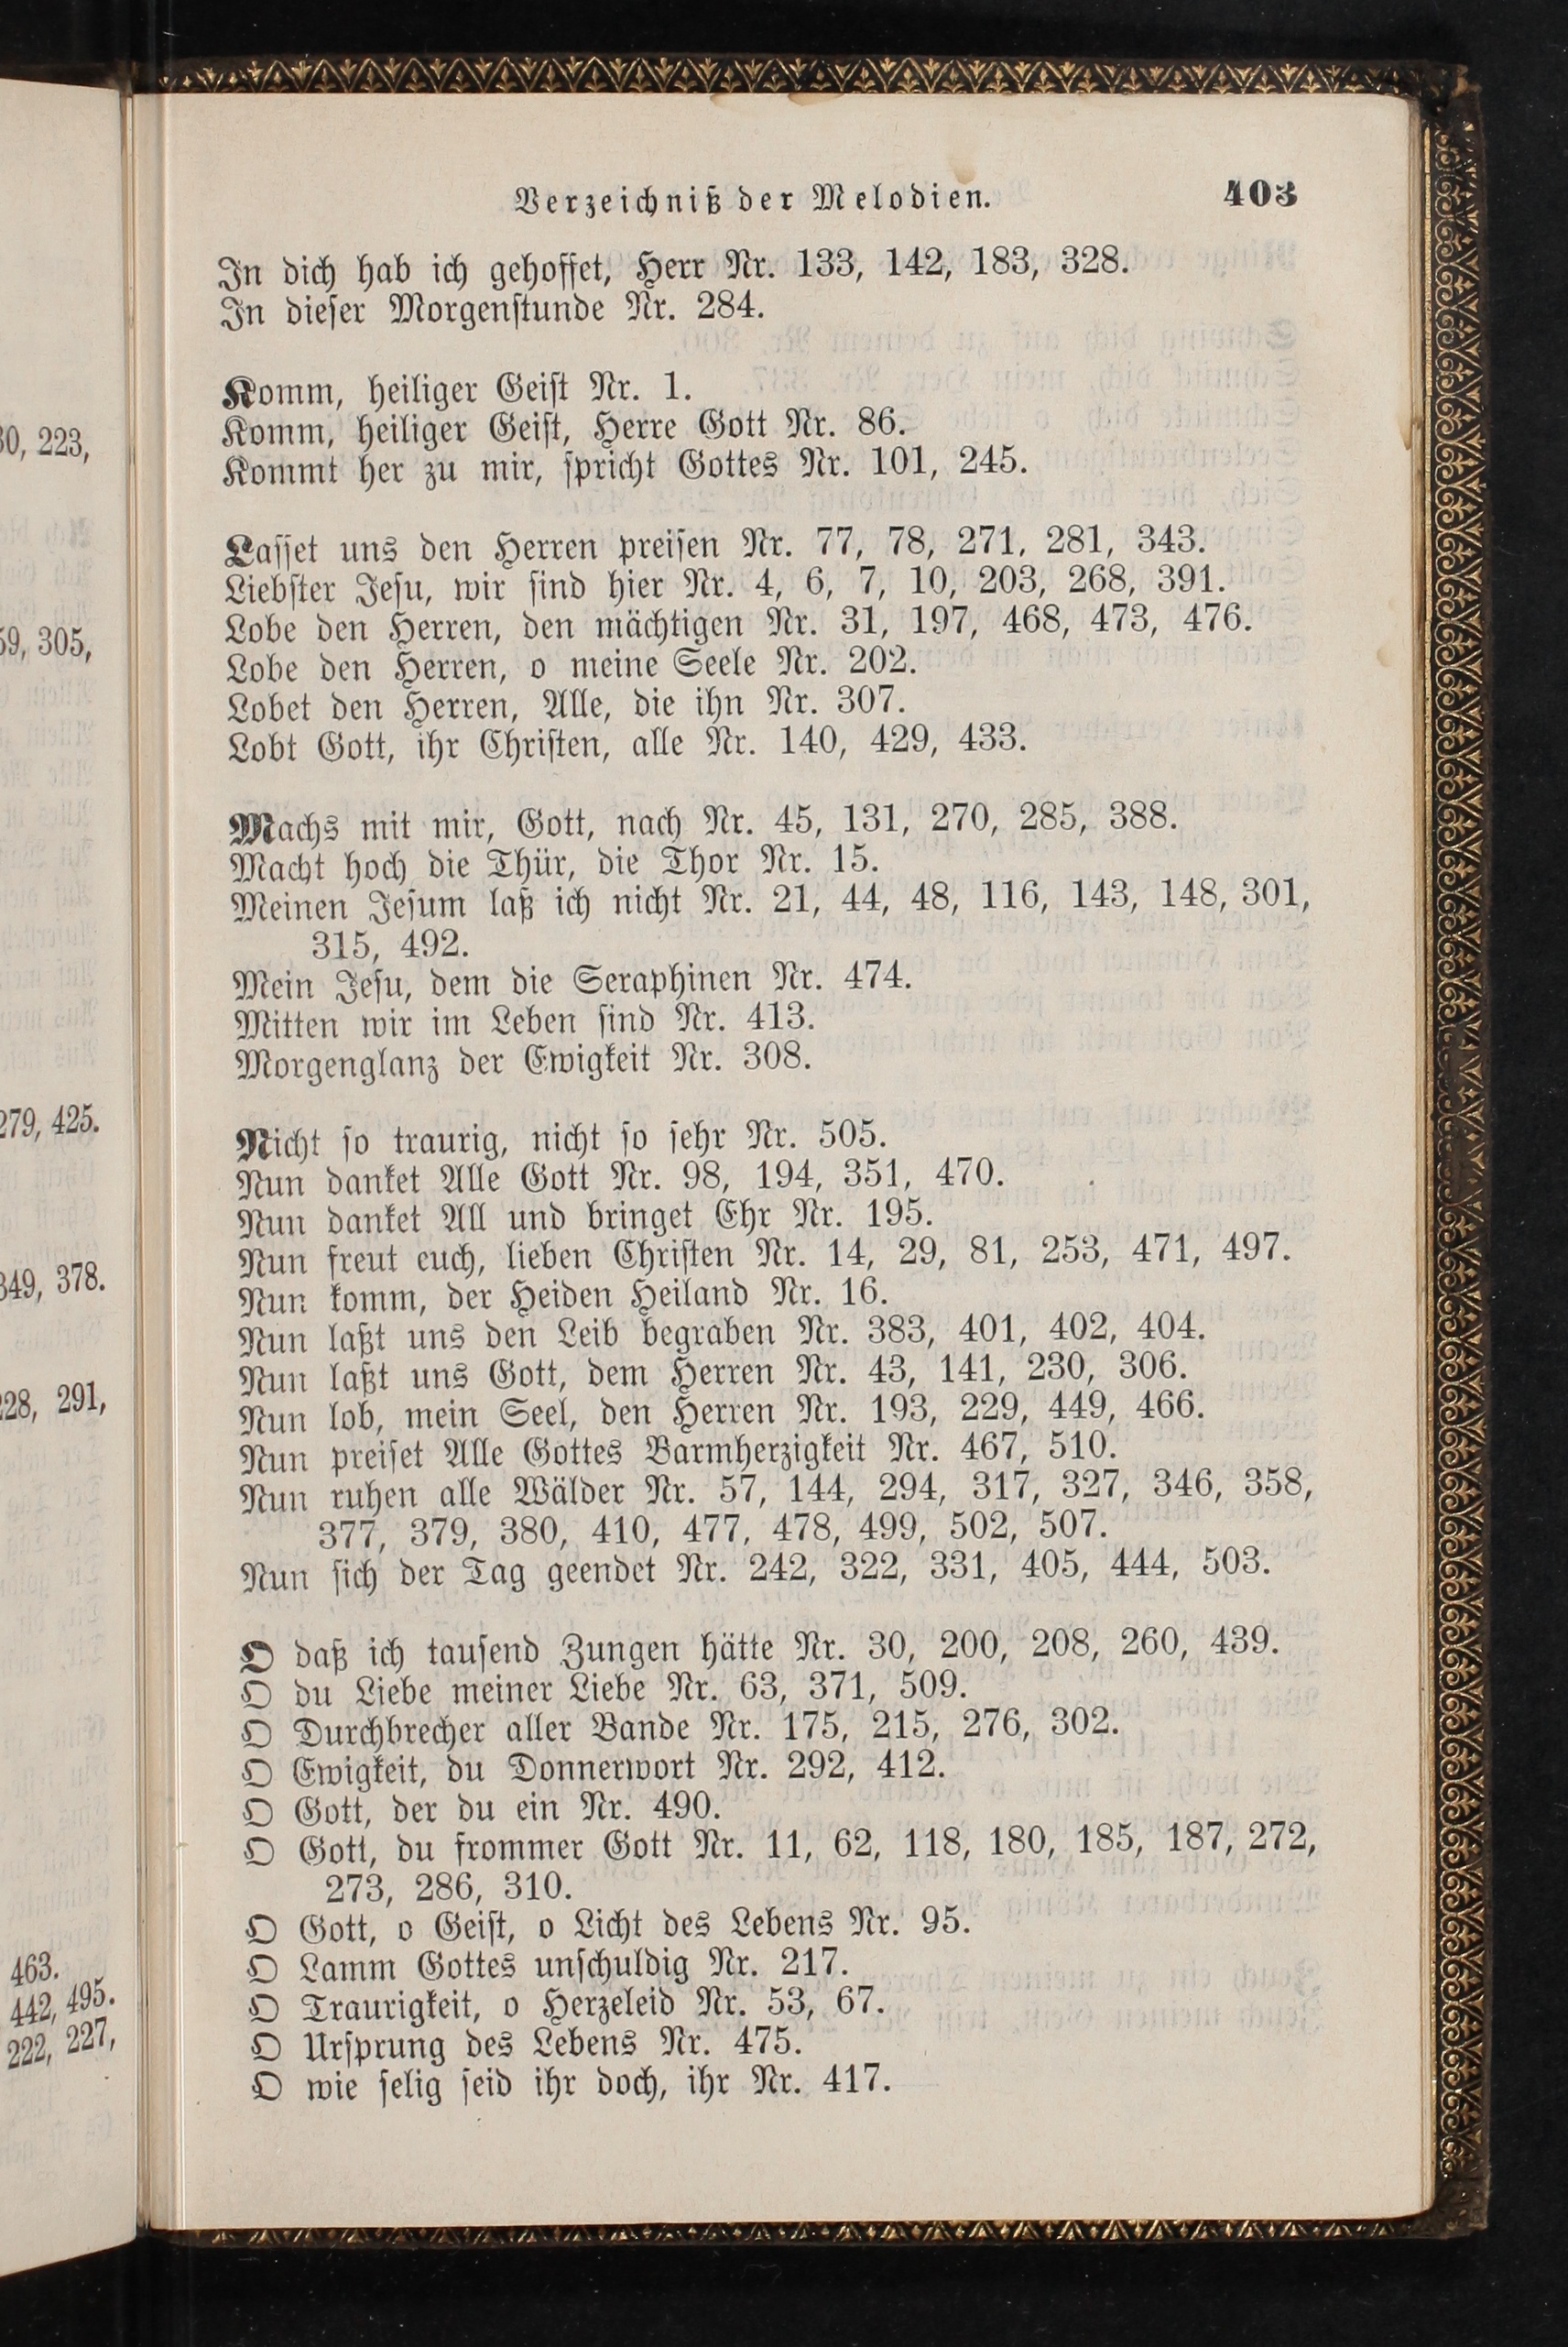 Verzeichniß der Melodien. 403
In dich hab ich gehoffet, Herr Nr. 133, 142, 183, 328.
In dieſer Morgenſtunde Nr. 284.
Komm, heiliger Geiſt Nr. 1.
Komm, heiliger Geiſt, Herre Gott Nr. 86.
Kommt her zu mir, ſpricht Gottes Nr. 101, 245.
Laſſet uns den Herren preiſen Nr. 77, 78, 271, 281, 343.
Liebſter Jeſu, wir ſind hier Nr. 4, 6, 7, 10, 203, 268, 391.
Lobe den Herren, den mächtigen Nr. 31, 197, 468, 473, 476.
Lobe den Herren, o meine Seele Nr. 202.
Lobet den Herren, Alle, die ihn Nr. 307.
Lobt Gott, ihr Chriſten, alle Nr. 140, 429, 433.
Machs mit mir, Gott, nach Nr. 45, 131, 270, 285, 388.
Macht hoch die Thür, die Thor Nr. 15.
Meinen Jeſum laß ich nicht Nr. 21, 44, 48, 116, 143, 148, 301,
315, 492.
Mein Jeſu, dem die Seraphinen Nr. 474.
Mitten wir im Leben ſind Nr. 413.
Morgenglanz der Ewigkeit Nr. 308.
Nicht ſo traurig, nicht ſo ſehr Nr. 505.
Nun danket Alle Gott Nr. 98, 194, 351, 470.
Nun danket All und bringet Ehr Nr. 195.
Nun freut euch, lieben Chriſten Nr. 14, 29, 81, 253, 471, 497.
Nun komm, der Heiden Heiland Nr. 16.
Nun laßt uns den Leib begraben Nr. 383, 401, 402, 404.
Nun laßt uns Gott, dem Herren Nr. 43, 141, 230, 306.
Nun lob, mein Seel, den Herren Nr. 193, 229, 449, 466.
Nun preiſet Alle Gottes Barmherzigkeit Nr. 467, 510.
Nun ruhen alle Wälder Nr. 57, 144, 294, 317, 327, 346, 358,
377, 379, 380, 410, 477, 478, 499, 502, 507.
Nun ſich der Tag geendet Nr. 242, 322, 331, 405, 444, 503.
O daß ich tauſend Zungen hätte Nr. 30, 200, 208, 260, 439.
O du Liebe meiner Liebe Nr. 63, 371, 509.
O Durchbrecher aller Bande Nr. 175, 215, 276, 302.
O Ewigkeit, du Donnerwort Nr. 292, 412.
O Gott, der du ein Nr. 490.
O Gott, du frommer Gott Nr. 11, 62, 118, 180, 185, 187, 272,
273, 286, 310.
O Gott, o Geiſt, o Licht des Lebens Nr. 95.
O Lamm Gottes unſchuldig Nr. 217.
O Traurigkeit, o Herzeleid Nr. 53, 67.
O Urſprung des Lebens Nr. 475.
O wie ſelig ſeid ihr doch, ihr Nr. 417.
223,
305,
425.
378.
291,
463.
442, 495.
222, 227,